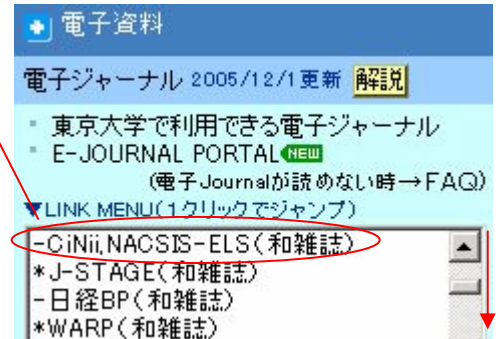 電子資料
電子ジャーナル 2005/12/1更新 解説
東京大学で利用できる電子ジャーナル
E-JOURNAL PORTAL NEW
(電子Journalが読めない時→FAQ)
▼LINK MENU(1クリックでジャンプ)
-CiNii,NACSIS-ELS(和雑誌)
*J-STAGE(和雑誌)
-日経BP(和雑誌)
*WARP(和雑誌)